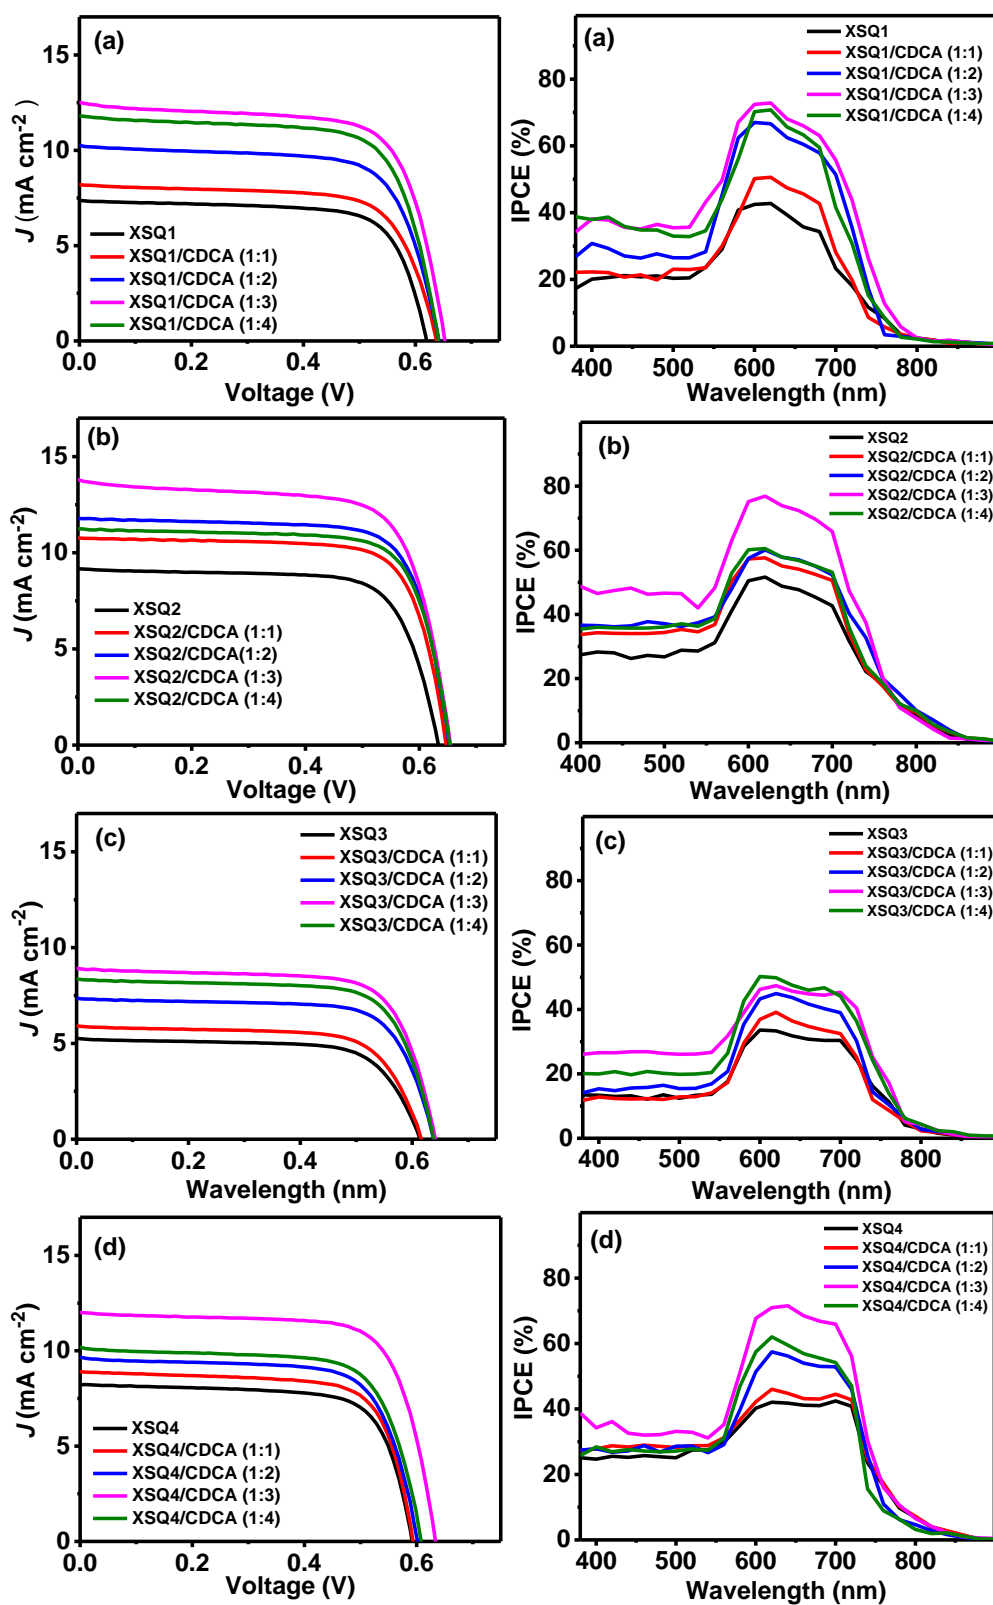 (a)
J (mA cm-2)
15
10
5
0
XSQ1
XSQ1/CDCA (1:1)
XSQ1/CDCA (1:2)
XSQ1/CDCA (1:3)
XSQ1/CDCA (1:4)
0.0 0.2 0.4 0.6
Voltage (V)
(a)
IPCE (%)
80
60
40
20
0
XSQ1
XSQ1/CDCA (1:1)
XSQ1/CDCA (1:2)
XSQ1/CDCA (1:3)
XSQ1/CDCA (1:4)
400 500 600 700 800
Wavelength (nm)
(b)
J (mA cm-2)
15
10
5
0
XSQ2
XSQ2/CDCA (1:1)
XSQ2/CDCA(1:2)
XSQ2/CDCA (1:3)
XSQ2/CDCA (1:4)
0.0 0.2 0.4 0.6
Voltage (V)
(b)
IPCE (%)
80
60
40
20
0
XSQ2
XSQ2/CDCA (1:1)
XSQ2/CDCA (1:2)
XSQ2/CDCA (1:3)
XSQ2/CDCA (1:4)
400 500 600 700 800
Wavelength (nm)
(c)
J (mA cm-2)
15
10
5
0
XSQ3
XSQ3/CDCA (1:1)
XSQ3/CDCA (1:2)
XSQ3/CDCA (1:3)
XSQ3/CDCA (1:4)
0.0 0.2 0.4 0.6
Wavelength (nm)
(c)
IPCE (%)
80
60
40
20
0
XSQ3
XSQ3/CDCA (1:1)
XSQ3/CDCA (1:2)
XSQ3/CDCA (1:3)
XSQ3/CDCA (1:4)
400 500 600 700 800
Wavelength (nm)
(d)
J (mA cm-2)
15
10
5
0
XSQ4
XSQ4/CDCA (1:1)
XSQ4/CDCA (1:2)
XSQ4/CDCA (1:3)
XSQ4/CDCA (1:4)
0.0 0.2 0.4 0.6
Voltage (V)
(d)
IPCE (%)
80
60
40
20
0
XSQ4
XSQ4/CDCA (1:1)
XSQ4/CDCA (1:2)
XSQ4/CDCA (1:3)
XSQ4/CDCA (1:4)
400 500 600 700 800
Wavelength (nm)